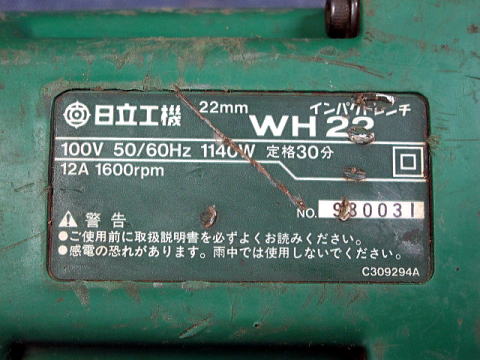 日立工機 22mm インパクトレンチ
WH 22
100V 50/60Hz 1140W 定格30分
12A 1600rpm
NO. 980031
警告
●ご使用前に取扱説明書を必ずよくお読みください。
●感電の恐れがあります。雨中では使用しないでください。
C309294A